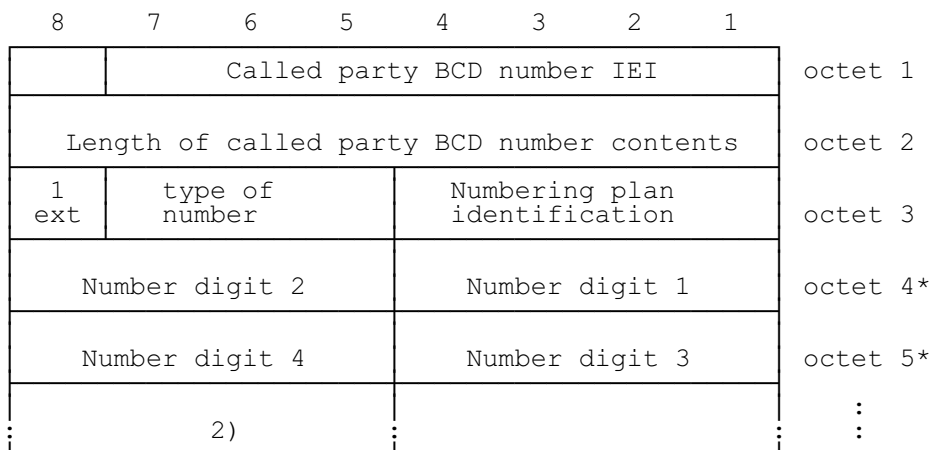 8 7 6 5 4 3 2 1
Called party BCD number IEI octet 1
Length of called party BCD number contents octet 2
1 type of Numbering plan
ext number identification octet 3
Number digit 2 Number digit 1 octet 4*
Number digit 4 Number digit 3 octet 5*
:
2) :